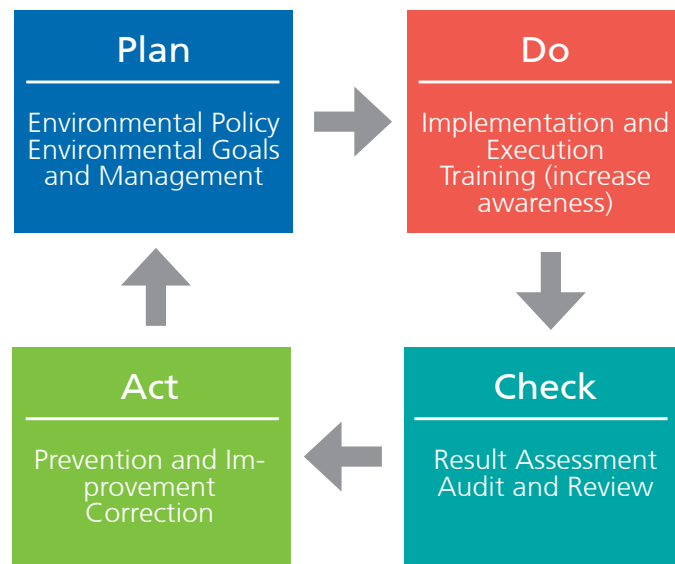 Plan
Environmental Policy
Environmental Goals
and Management
Do
Implementation and
Execution
Training (increase
awareness)
Act
Prevention and Im-
provement
Correction
Check
Result Assessment
Audit and Review